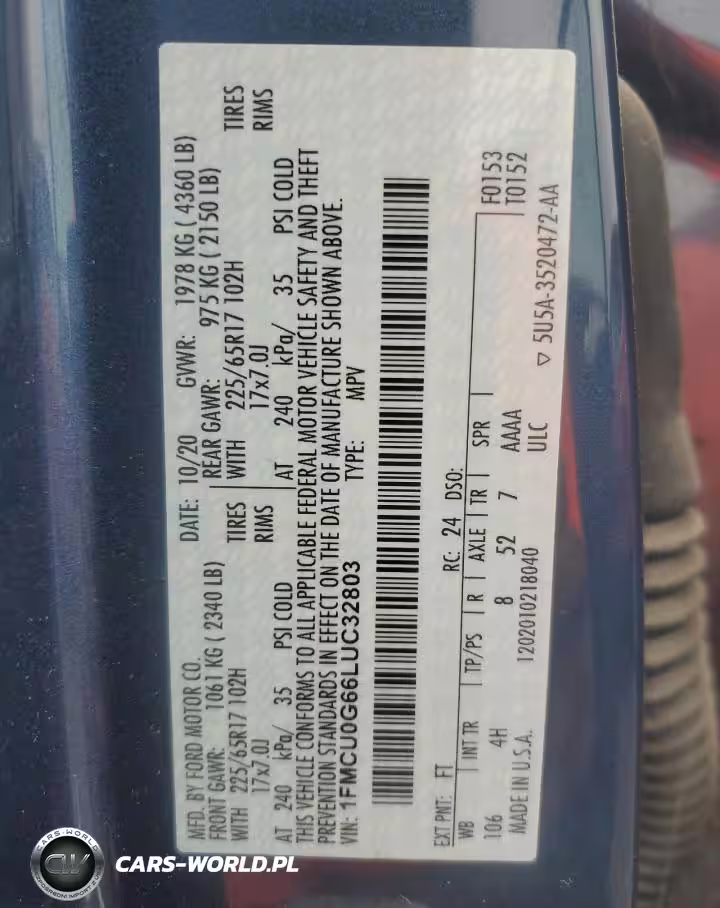 MFD. BY FORD MOTOR CO.
DATE: 10/20
GVWR: 1978 KG ( 4360 LB)
FRONT GAWR: 1061 KG ( 2340 LB)
REAR GAWR: 975 KG ( 2150 LB)
WITH 225/65R17 102H TIRES
WITH 225/65R17 102H TIRES
17x7.0J RIMS
17x7.0J RIMS
AT 240 kPa/ 35 PSI COLD
AT 240 kPa/ 35 PSI COLD
THIS VEHICLE CONFORMS TO ALL APPLICABLE FEDERAL MOTOR VEHICLE SAFETY AND THEFT
PREVENTION STANDARDS IN EFFECT ON THE DATE OF MANUFACTURE SHOWN ABOVE.
VIN: 1FMCU0G66LUC32803
TYPE: MPV
EXT PNT: FT RC: 24 DSO: F0153
T0152
WB INT TR TP/PS R AXLE TR SPR
106 4H 8 52 7 AAAA
ULC
MADE IN U.S.A. 1202010218040
▽ 5U5A-3520472-AA
CARS-WORLD
CW
CARS-WORLD.PL